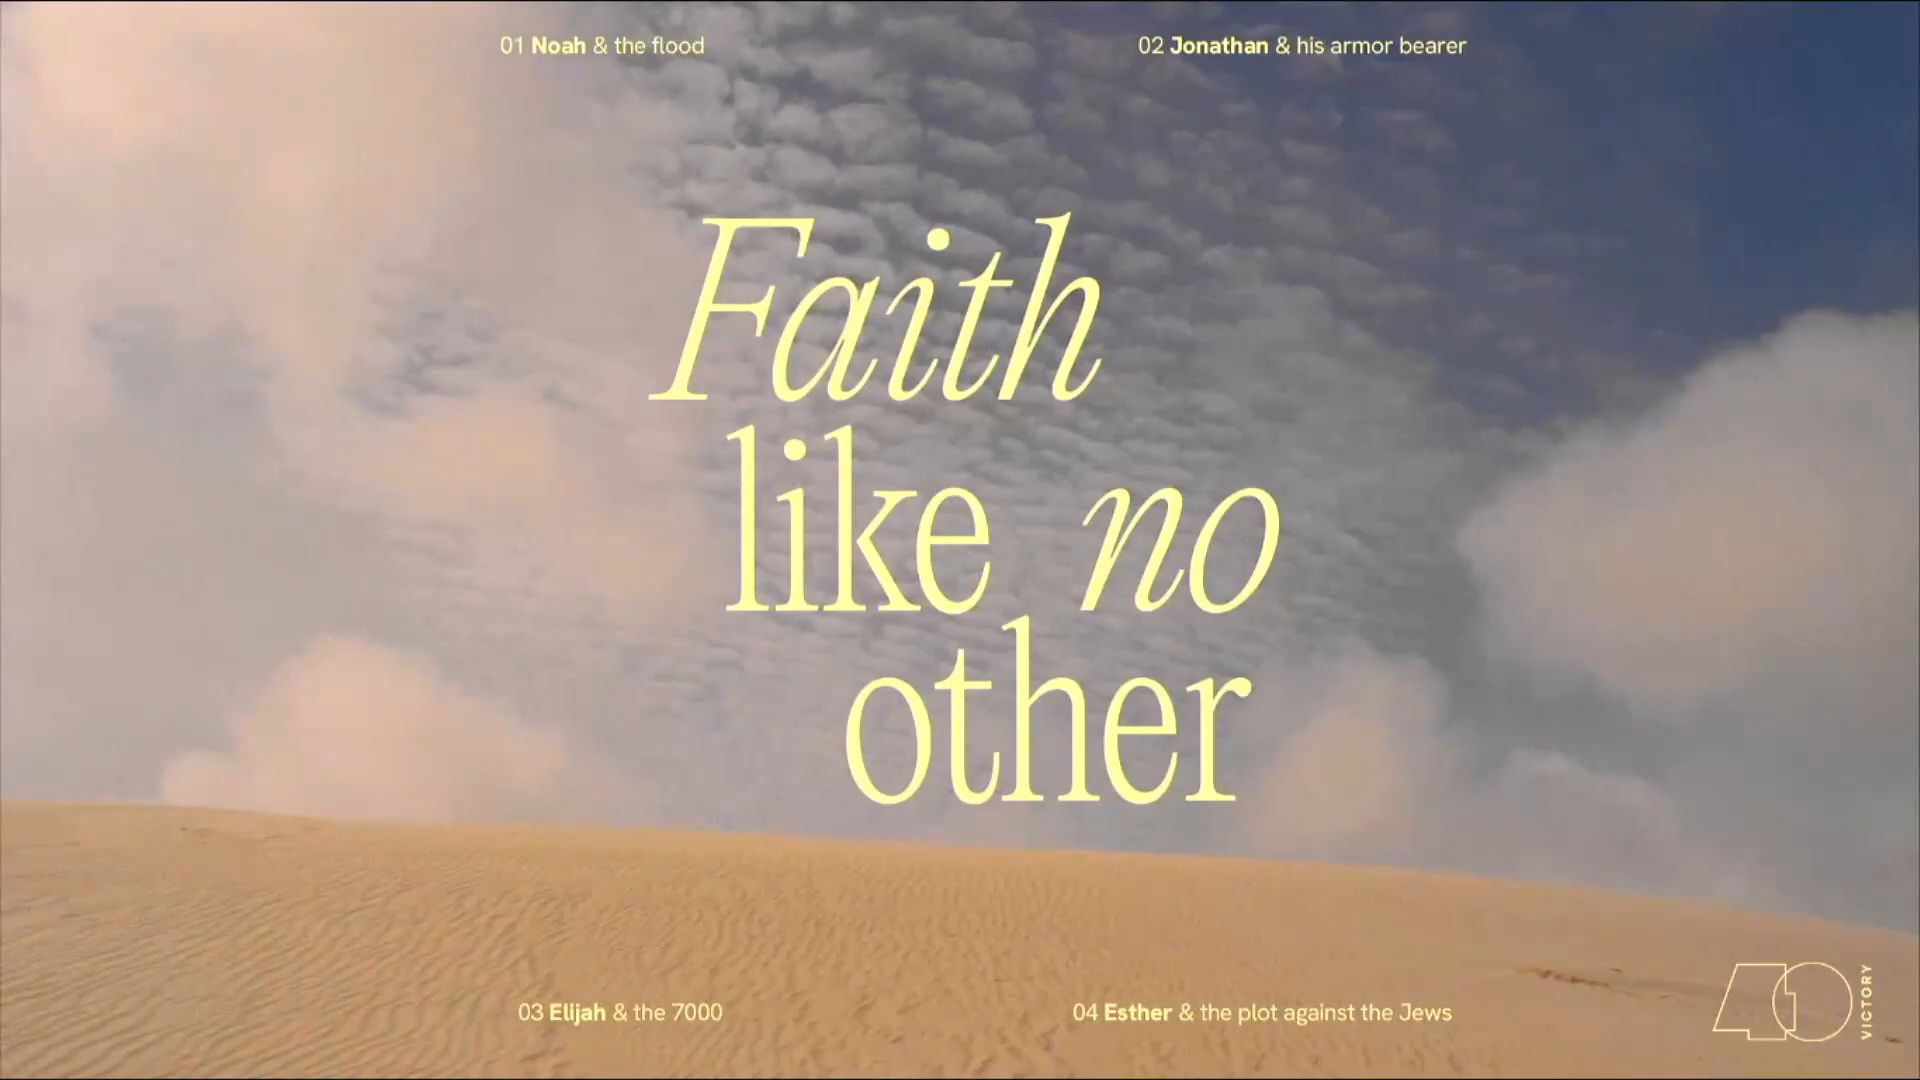 01 Noah & the flood
02 Jonathan & his armor bearer
Faith
like no
other
03 Elijah & the 7000
04 Esther & the plot against the Jews
40
VICTORY